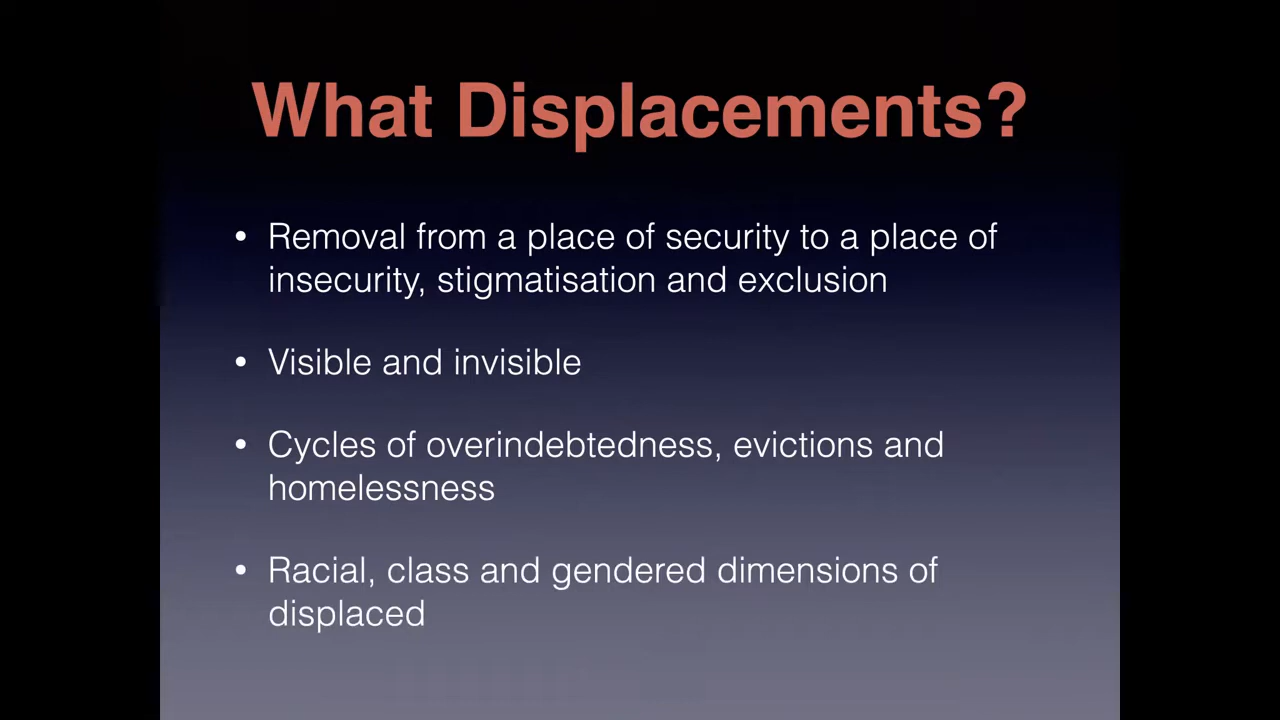 What Displacements?
• Removal from a place of security to a place of
insecurity, stigmatisation and exclusion
• Visible and invisible
• Cycles of overindebtedness, evictions and
homelessness
• Racial, class and gendered dimensions of
displaced